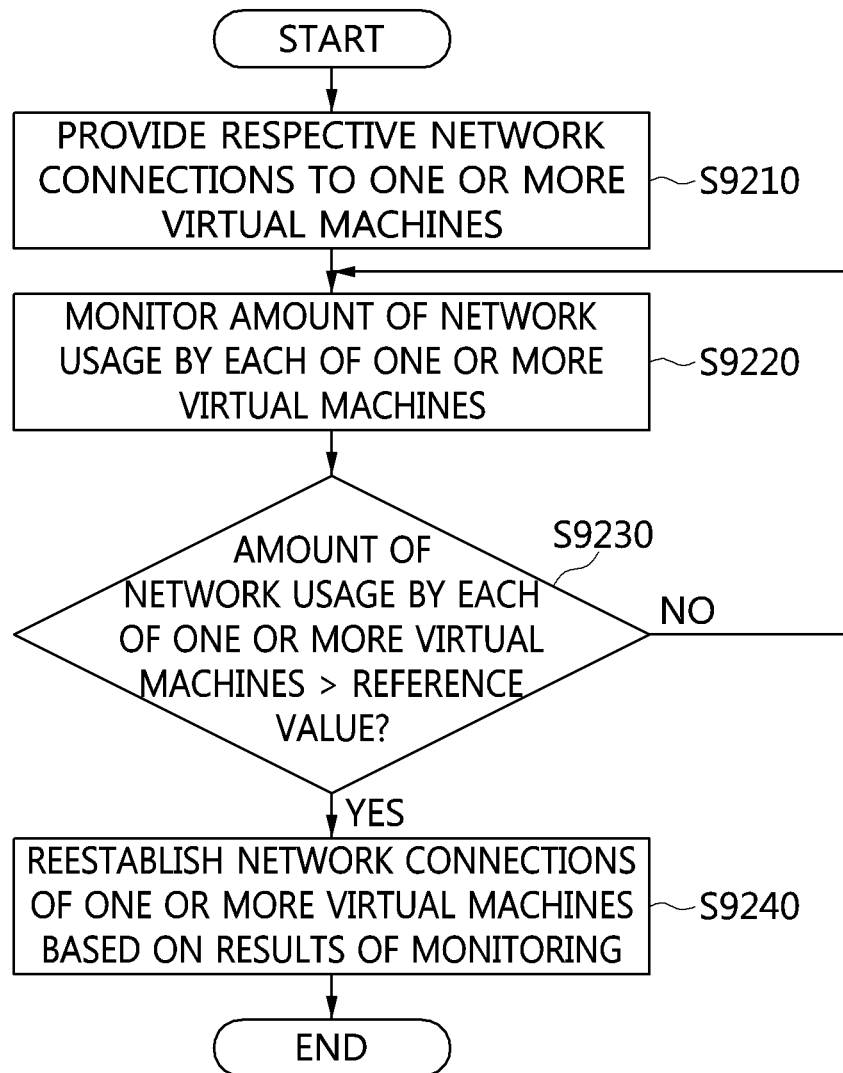 START
PROVIDE RESPECTIVE NETWORK
CONNECTIONS TO ONE OR MORE
VIRTUAL MACHINES
S9210
MONITOR AMOUNT OF NETWORK
USAGE BY EACH OF ONE OR MORE
VIRTUAL MACHINES
S9220
S9230
AMOUNT OF
NETWORK USAGE BY EACH
OF ONE OR MORE VIRTUAL
MACHINES > REFERENCE
VALUE?
NO
YES
REESTABLISH NETWORK CONNECTIONS
OF ONE OR MORE VIRTUAL MACHINES
BASED ON RESULTS OF MONITORING
S9240
END